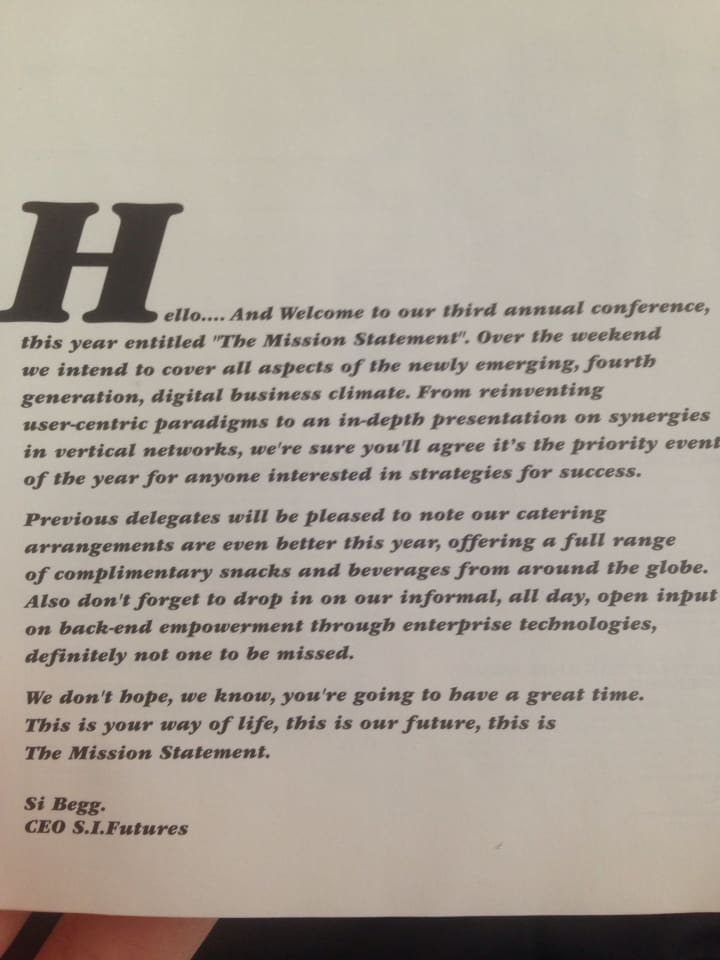 Hello.... And Welcome to our third annual conference,
this year entitled "The Mission Statement". Over the weekend
we intend to cover all aspects of the newly emerging, fourth
generation, digital business climate. From reinventing
user-centric paradigms to an in-depth presentation on synergies
in vertical networks, we're sure you'll agree it's the priority event
of the year for anyone interested in strategies for success.
Previous delegates will be pleased to note our catering
arrangements are even better this year, offering a full range
of complimentary snacks and beverages from around the globe.
Also don't forget to drop in on our informal, all day, open input
on back-end empowerment through enterprise technologies,
definitely not one to be missed.
We don't hope, we know, you're going to have a great time.
This is your way of life, this is our future, this is
The Mission Statement.
Si Begg.
CEO S.I.Futures